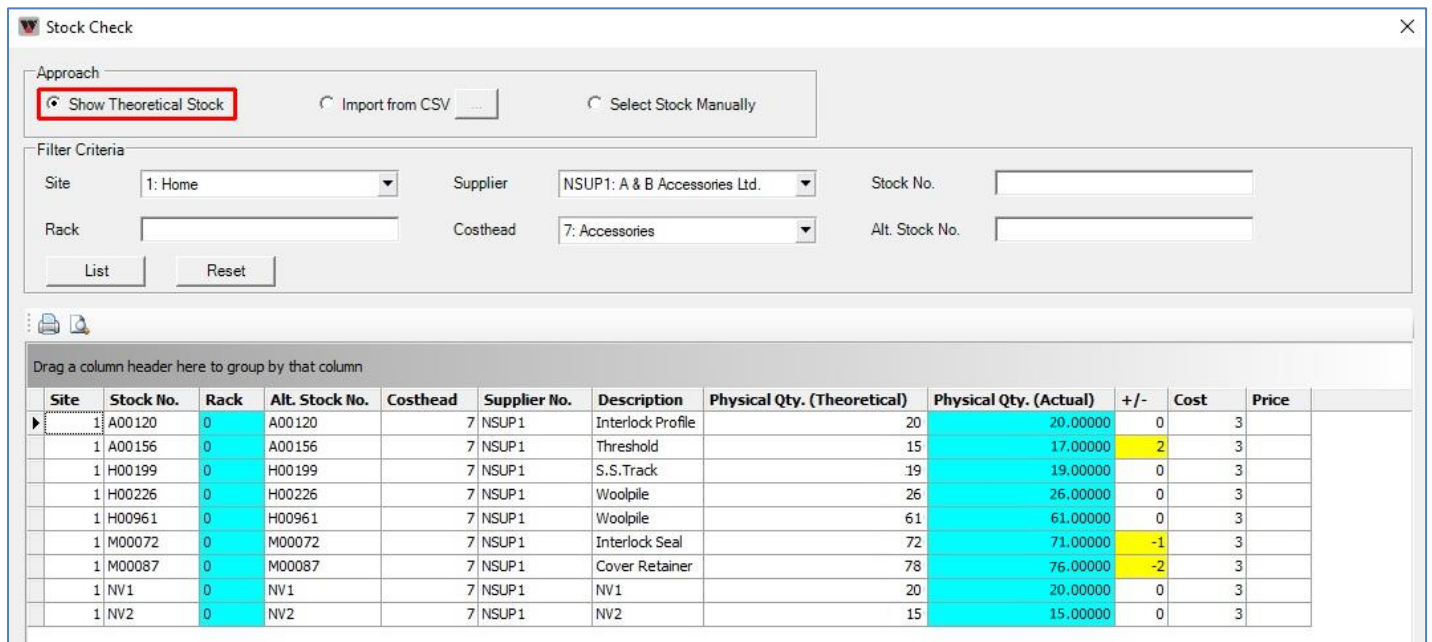 Stock Check
Approach
Show Theoretical Stock Import from CSV ... Select Stock Manually
Filter Criteria
Site 1: Home Supplier NSUP1: A & B Accessories Ltd. Stock No.
Rack Costhead 7: Accessories Alt. Stock No.
List Reset
Drag a column header here to group by that column
Site Stock No. Rack Alt. Stock No. Costhead Supplier No. Description Physical Qty. (Theoretical) Physical Qty. (Actual) +/- Cost Price
1 A00120 0 A00120 7 NSUP1 Interlock Profile 20 20.00000 0 3
1 A00156 0 A00156 7 NSUP1 Threshold 15 17.00000 2 3
1 H00199 0 H00199 7 NSUP1 S.S.Track 19 19.00000 0 3
1 H00226 0 H00226 7 NSUP1 Woolpile 26 26.00000 0 3
1 H00961 0 H00961 7 NSUP1 Woolpile 61 61.00000 0 3
1 M00072 0 M00072 7 NSUP1 Interlock Seal 72 71.00000 -1 3
1 M00087 0 M00087 7 NSUP1 Cover Retainer 78 76.00000 -2 3
1 NV1 0 NV1 7 NSUP1 NV1 20 20.00000 0 3
1 NV2 0 NV2 7 NSUP1 NV2 15 15.00000 0 3